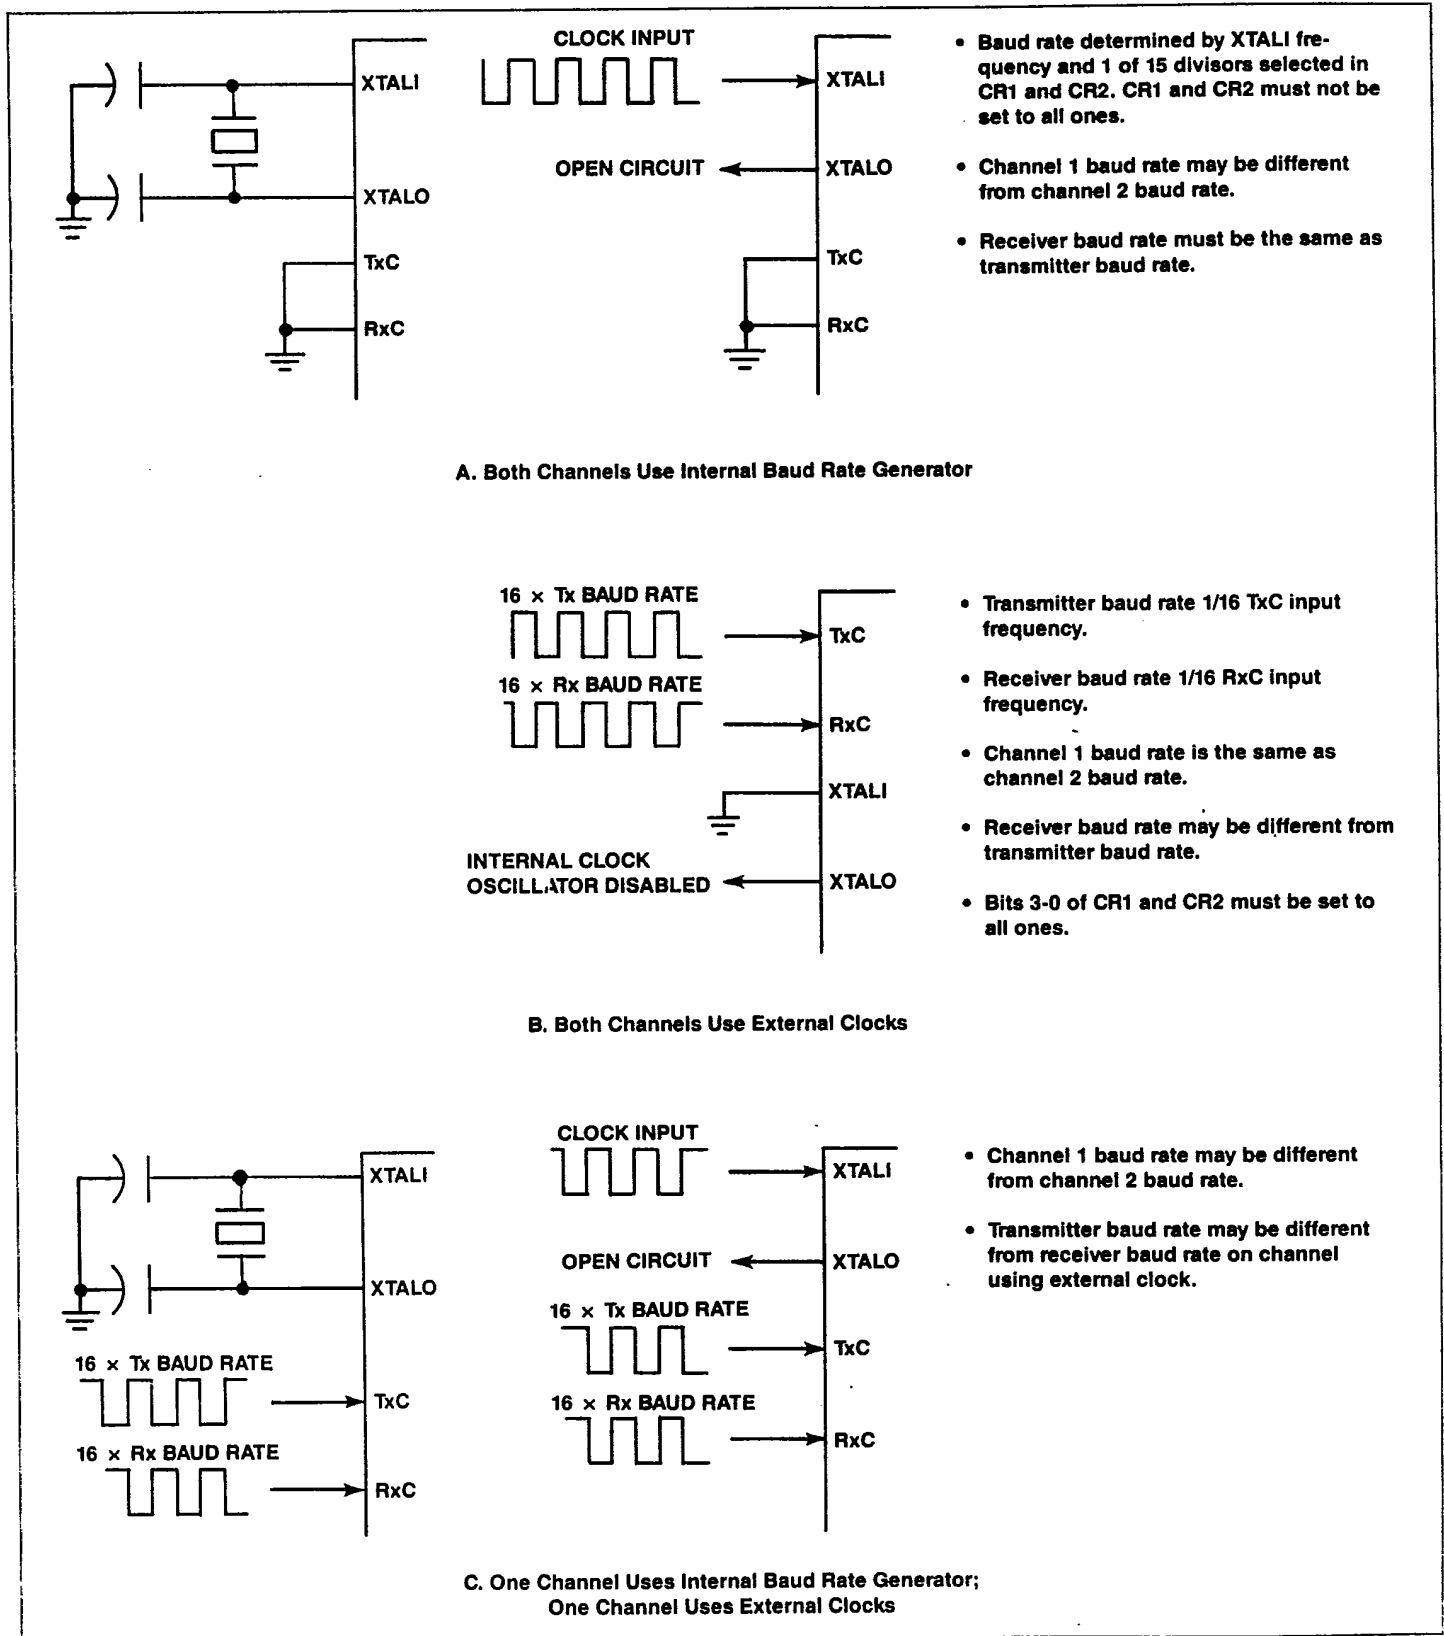 XTALI
XTALO
TxC
RxC
CLOCK INPUT
XTALI
OPEN CIRCUIT
XTALO
TxC
RxC
• Baud rate determined by XTALI fre-
quency and 1 of 15 divisors selected in
CR1 and CR2. CR1 and CR2 must not be
set to all ones.
• Channel 1 baud rate may be different
from channel 2 baud rate.
• Receiver baud rate must be the same as
transmitter baud rate.
A. Both Channels Use Internal Baud Rate Generator
16 × Tx BAUD RATE
TxC
16 × Rx BAUD RATE
RxC
XTALI
INTERNAL CLOCK
OSCILLATOR DISABLED
XTALO
• Transmitter baud rate 1/16 TxC input
frequency.
• Receiver baud rate 1/16 RxC input
frequency.
• Channel 1 baud rate is the same as
channel 2 baud rate.
• Receiver baud rate may be different from
transmitter baud rate.
• Bits 3-0 of CR1 and CR2 must be set to
all ones.
B. Both Channels Use External Clocks
XTALI
XTALO
16 × Tx BAUD RATE
TxC
16 × Rx BAUD RATE
RxC
CLOCK INPUT
XTALI
OPEN CIRCUIT
XTALO
16 × Tx BAUD RATE
TxC
16 × Rx BAUD RATE
RxC
• Channel 1 baud rate may be different
from channel 2 baud rate.
• Transmitter baud rate may be different
from receiver baud rate on channel
using external clock.
C. One Channel Uses Internal Baud Rate Generator;
One Channel Uses External Clocks